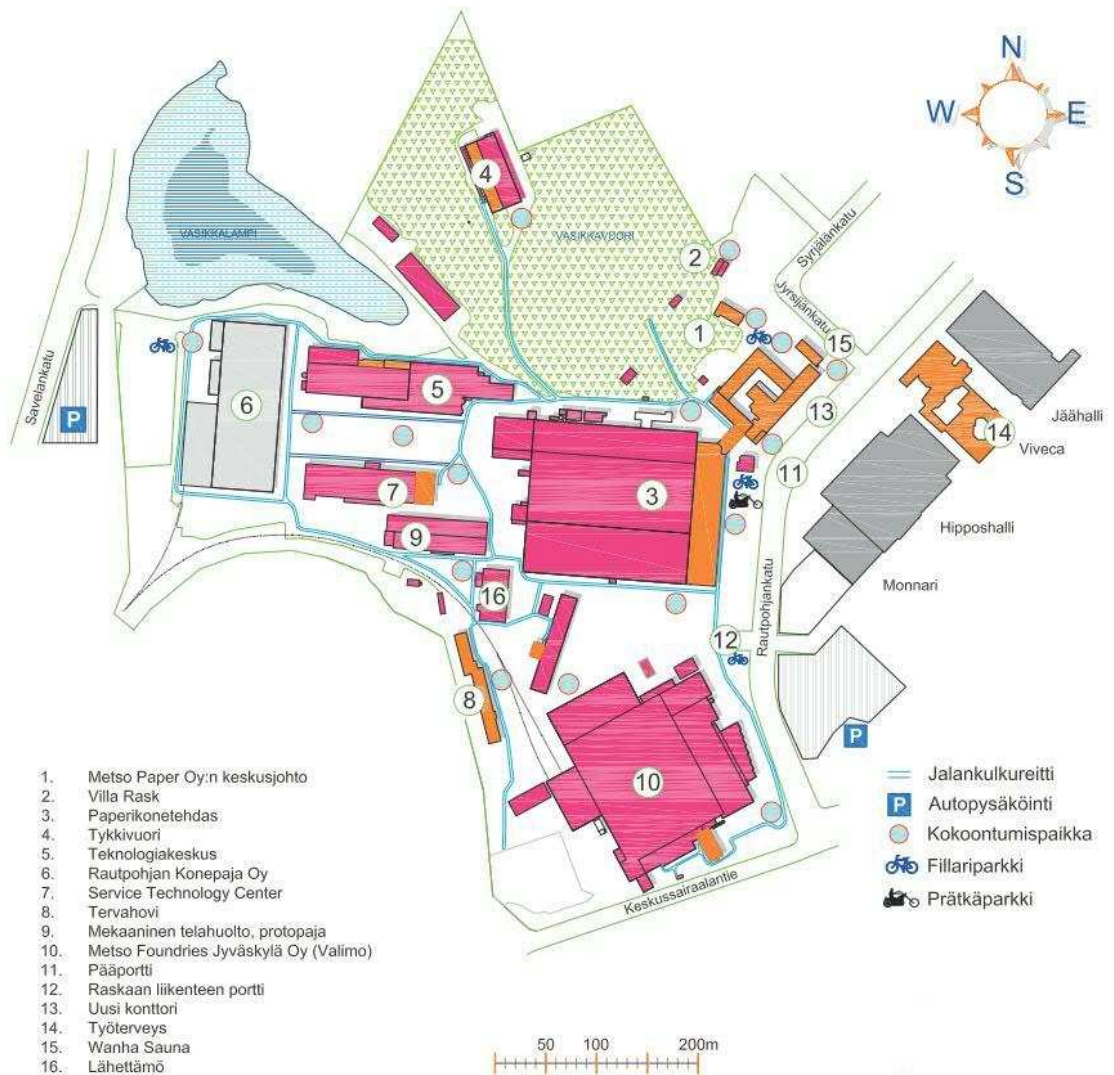 N
W
E
S
4
VASIKKALAMPI
VASIKKAVUORI
2
Syrjälänkatu
Jyrsijänkatu
1
15
Savelankatu
P
6
5
13
Jäähalli
14
Viveca
11
7
3
Hipposhalli
9
Monnari
16
Rautpohjankatu
12
8
P
10
Keskussairaalantie
1. Metso Paper Oy:n keskusjohto
2. Villa Rask
3. Paperikonetehdas
4. Tykkivuori
5. Teknologiakeskus
6. Rautpohjan Konepaja Oy
7. Service Technology Center
8. Tervahovi
9. Mekaaninen telahuolto, protopaja
10. Metso Foundries Jyväskylä Oy (Valimo)
11. Pääportti
12. Raskaan liikenteen portti
13. Uusi konttori
14. Työterveys
15. Wanha Sauna
16. Lähettämö
Jalankulkureitti
P Autopysäköinti
Kokoontumispaikka
Fillariparkki
Prätkäparkki
50 100 200m